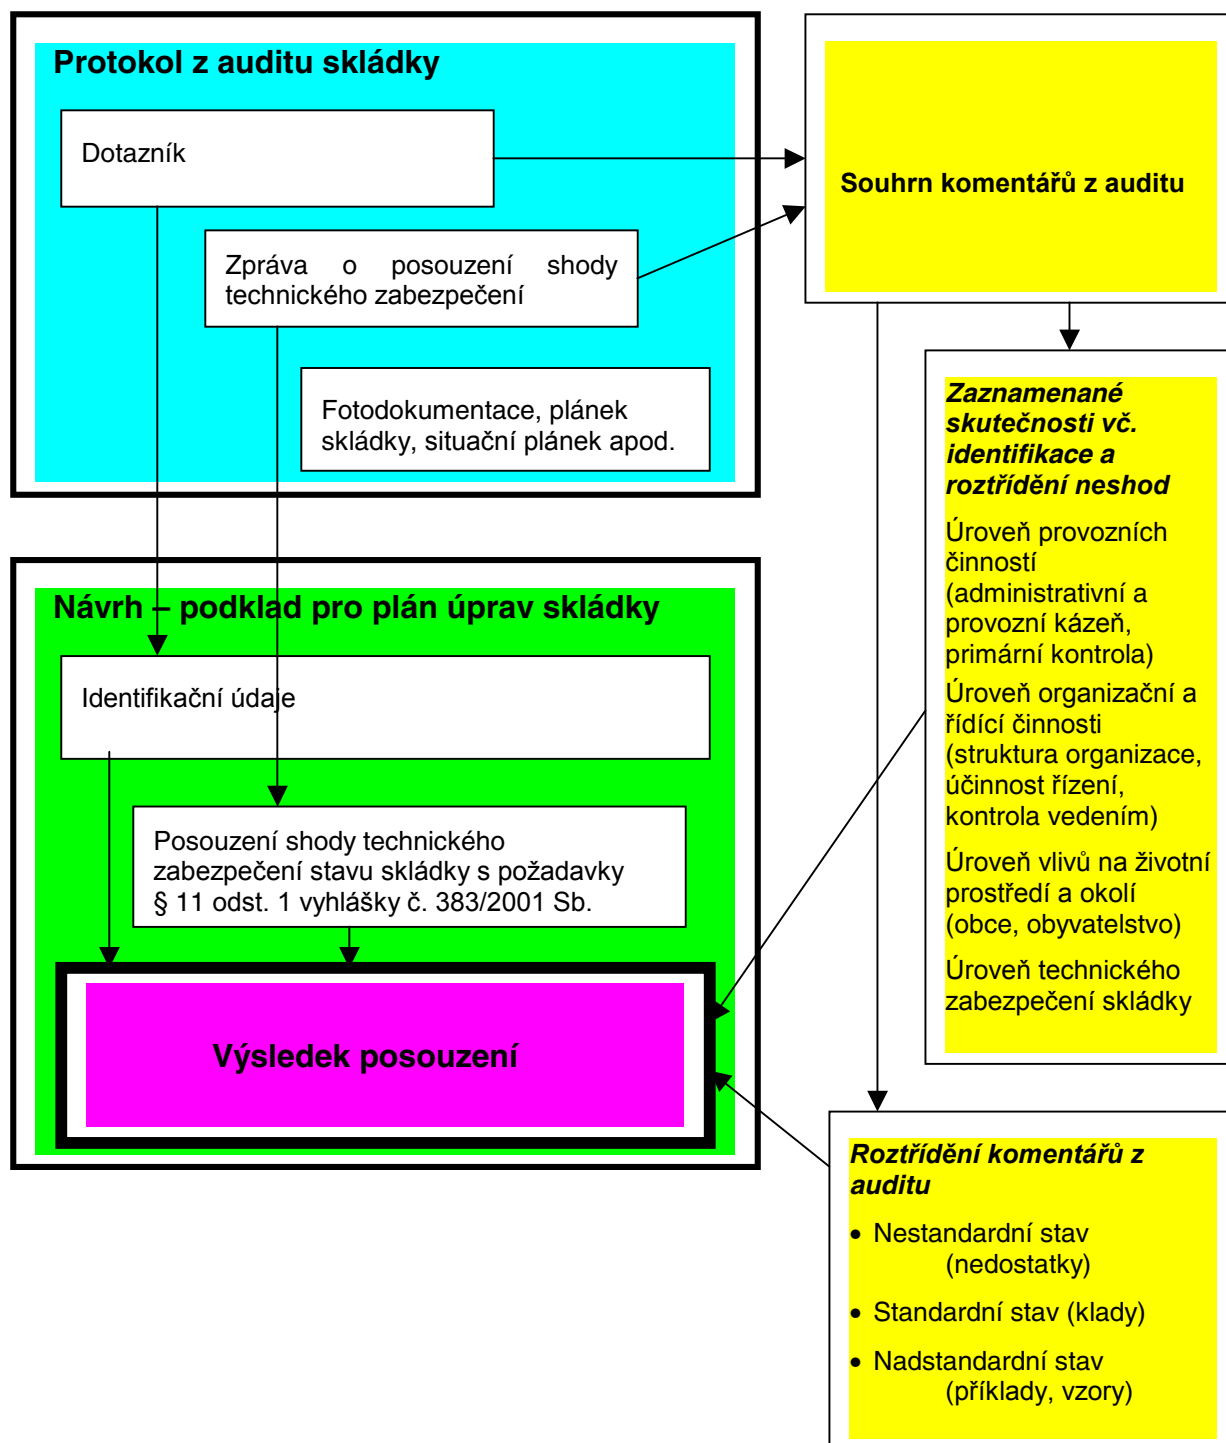 Protokol z auditu skládky
Dotazník
Zpráva o posouzení shody
technického zabezpečení
Fotodokumentace, plánek
skládky, situační plánek apod.
Souhrn komentářů z auditu
Zaznamenané
skutečnosti vč.
identifikace a
roztřídění neshod
Úroveň provozních
činností
(administrativní a
provozní kázeň,
primární kontrola)
Úroveň organizační a
řídící činnosti
(struktura organizace,
účinnost řízení,
kontrola vedením)
Úroveň vlivů na životní
prostředí a okolí
(obce, obyvatelstvo)
Úroveň technického
zabezpečení skládky
Návrh – podklad pro plán úprav skládky
Identifikační údaje
Posouzení shody technického
zabezpečení stavu skládky s požadavky
§ 11 odst. 1 vyhlášky č. 383/2001 Sb.
Výsledek posouzení
Roztřídění komentářů z
auditu
• Nestandardní stav
(nedostatky)
• Standardní stav (klady)
• Nadstandardní stav
(příklady, vzory)